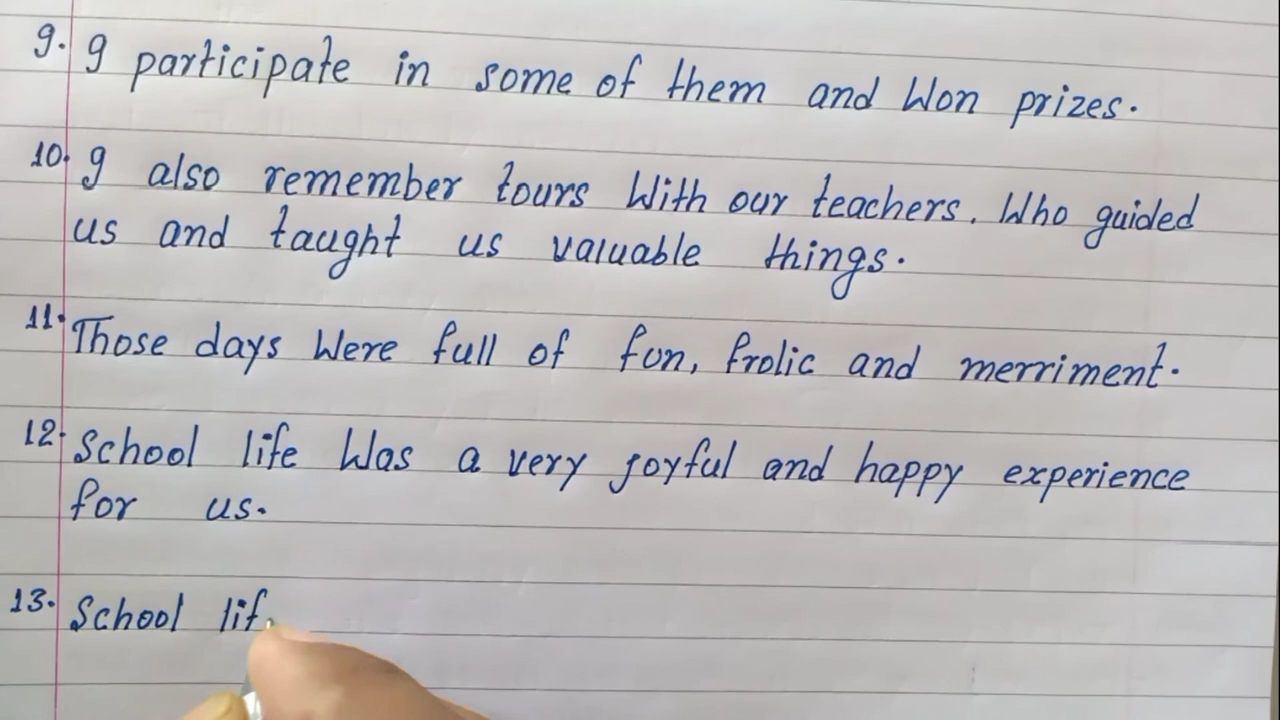 9. I participate in some of them and Won prizes.
10. I also remember tours With our teachers. Who guided
us and taught us valuable things.
11. Those days Were full of fun, frolic and merriment.
12. School life Was a very joyful and happy experience
for us.
13. School lif